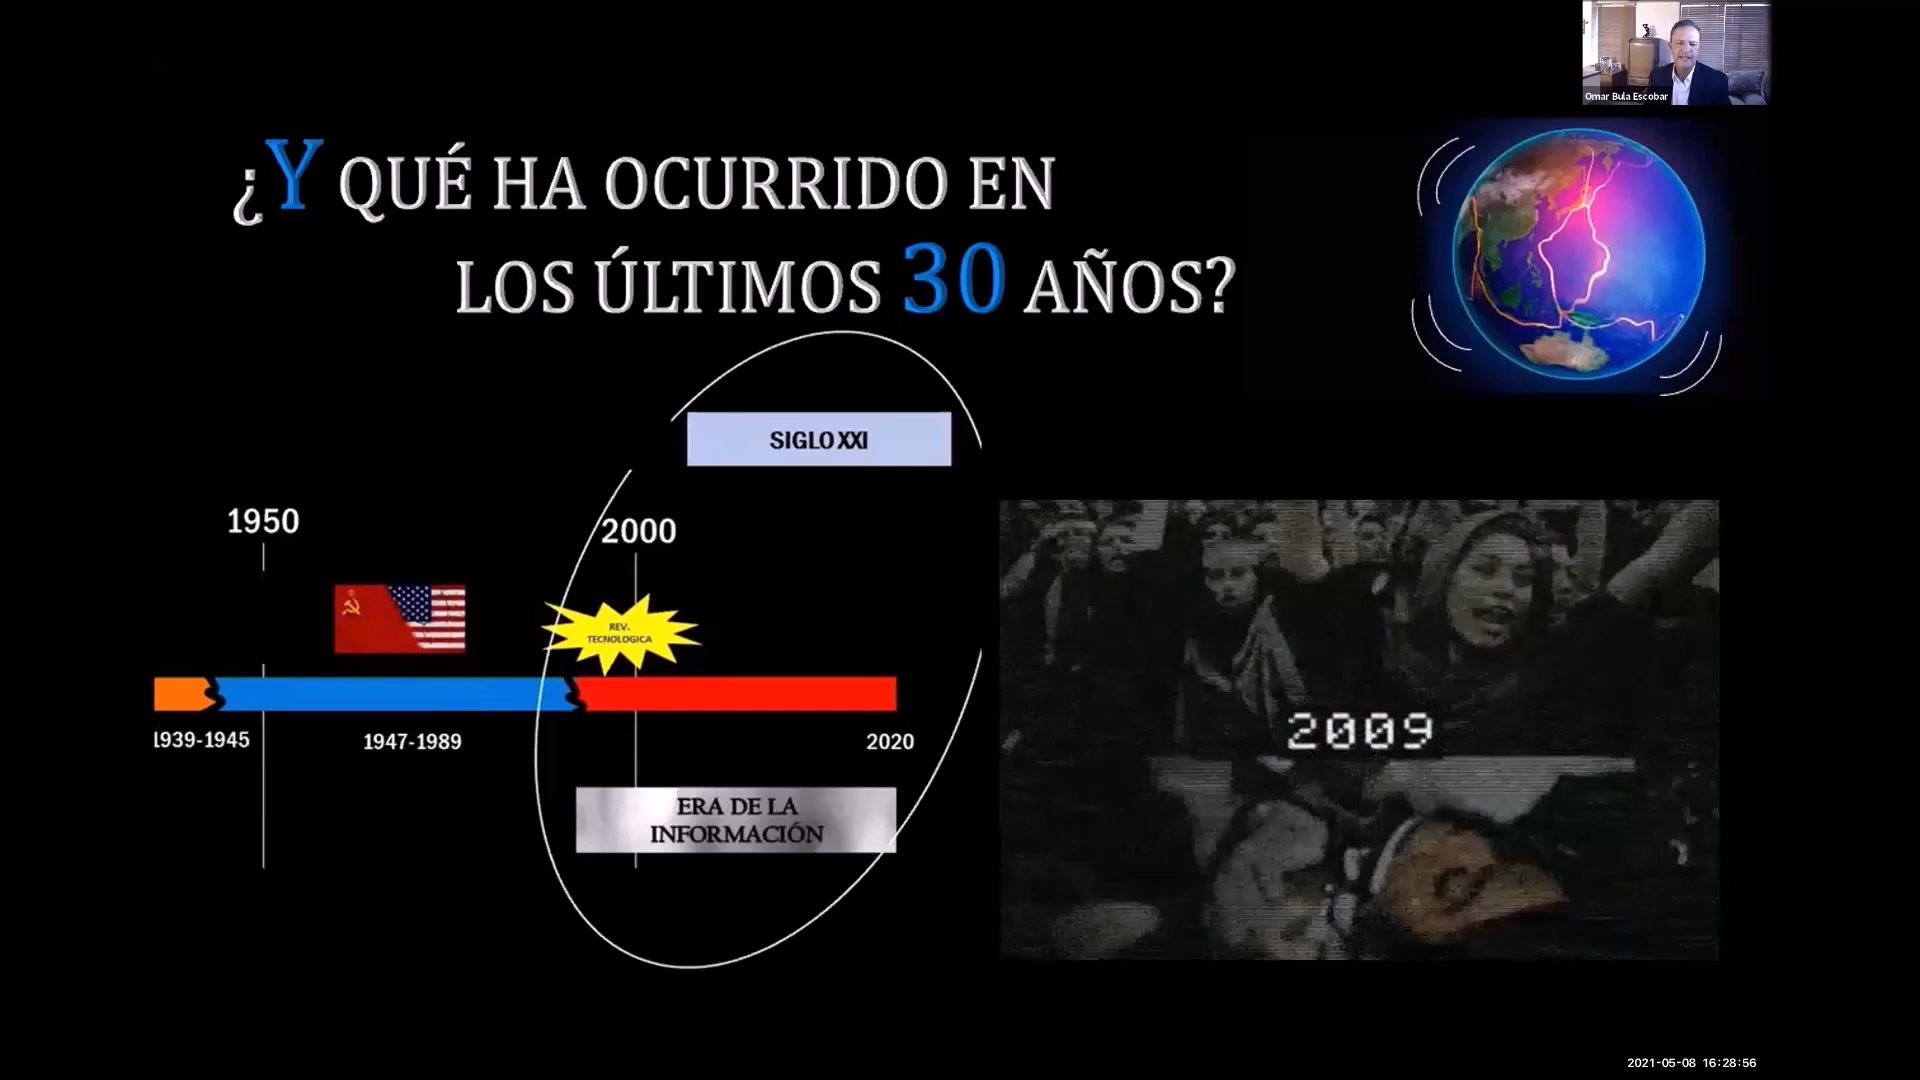 Omar Bula Escobar
¿Y QUÉ HA OCURRIDO EN
LOS ÚLTIMOS 30 AÑOS?
SIGLO XXI
1950
2000
REV.
TECNOLOGICA
1939-1945
1947-1989
2020
ERA DE LA
INFORMACIÓN
2009
2021-05-08 16:28:56